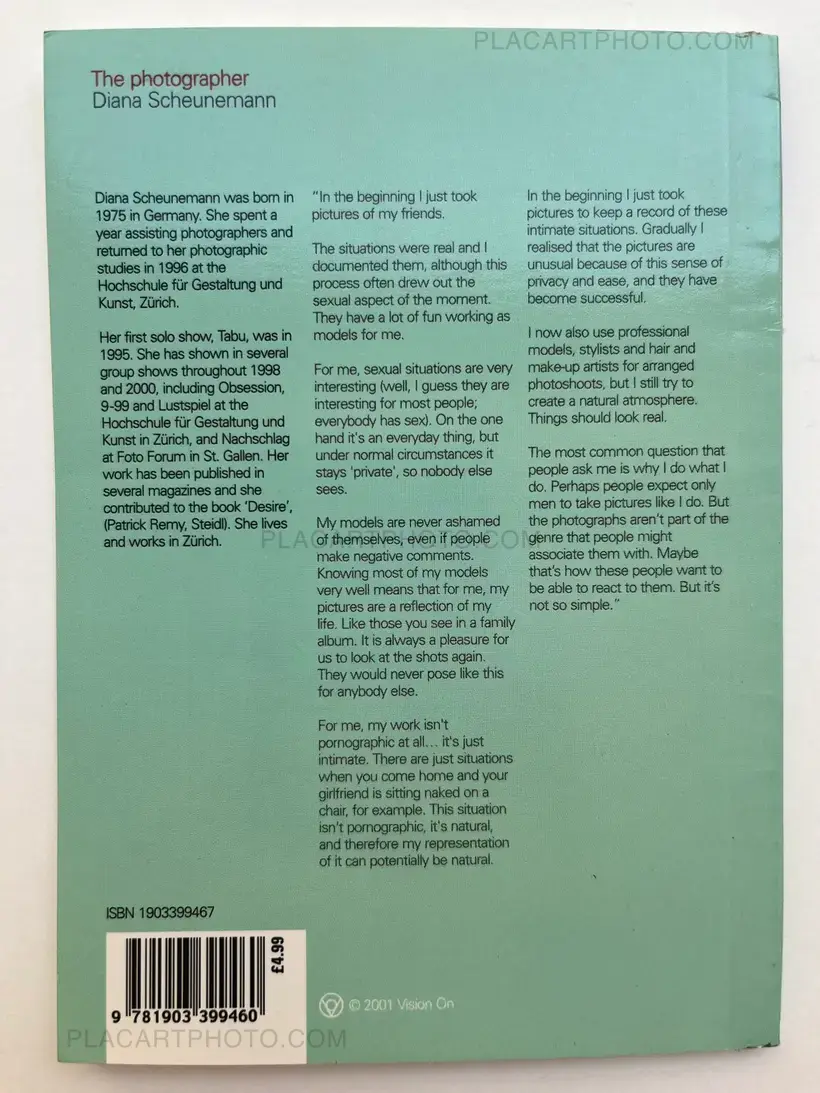 PLACARTPHOTO.COM
The photographer
Diana Scheunemann
Diana Scheunemann was born in
1975 in Germany. She spent a
year assisting photographers and
returned to her photographic
studies in 1996 at the
Hochschule für Gestaltung und
Kunst, Zürich.
Her first solo show, Tabu, was in
1995. She has shown in several
group shows throughout 1998
and 2000, including Obsession,
9-99 and Lustspiel at the
Hochschule für Gestaltung und
Kunst in Zürich, and Nachschlag
at Foto Forum in St. Gallen. Her
work has been published in
several magazines and she
contributed to the book ‘Desire’,
(Patrick Remy, Steidl). She lives
and works in Zürich.
“In the beginning I just took
pictures of my friends.
The situations were real and I
documented them, although this
process often drew out the
sexual aspect of the moment.
They have a lot of fun working as
models for me.
For me, sexual situations are very
interesting (well, I guess they are
interesting for most people;
everybody has sex). On the one
hand it's an everyday thing, but
under normal circumstances it
stays 'private', so nobody else
sees.
My models are never ashamed
of themselves, even if people
make negative comments.
Knowing most of my models
very well means that for me, my
pictures are a reflection of my
life. Like those you see in a family
album. It is always a pleasure for
us to look at the shots again.
They would never pose like this
for anybody else.
For me, my work isn't
pornographic at all... it's just
intimate. There are just situations
when you come home and your
girlfriend is sitting naked on a
chair, for example. This situation
isn't pornographic, it's natural,
and therefore my representation
of it can potentially be natural.
In the beginning I just took
pictures to keep a record of these
intimate situations. Gradually I
realised that the pictures are
unusual because of this sense of
privacy and ease, and they have
become successful.
I now also use professional
models, stylists and hair and
make-up artists for arranged
photoshoots, but I still try to
create a natural atmosphere.
Things should look real.
The most common question that
people ask me is why I do what I
do. Perhaps people expect only
men to take pictures like I do. But
the photographs aren’t part of the
genre that people might
associate them with. Maybe
that’s how these people want to
be able to react to them. But it’s
not so simple.”
PLACARTPHOTO.COM
ISBN 1903399467
£4.99
9 781903 399460
© 2001 Vision On
PLACARTPHOTO.COM